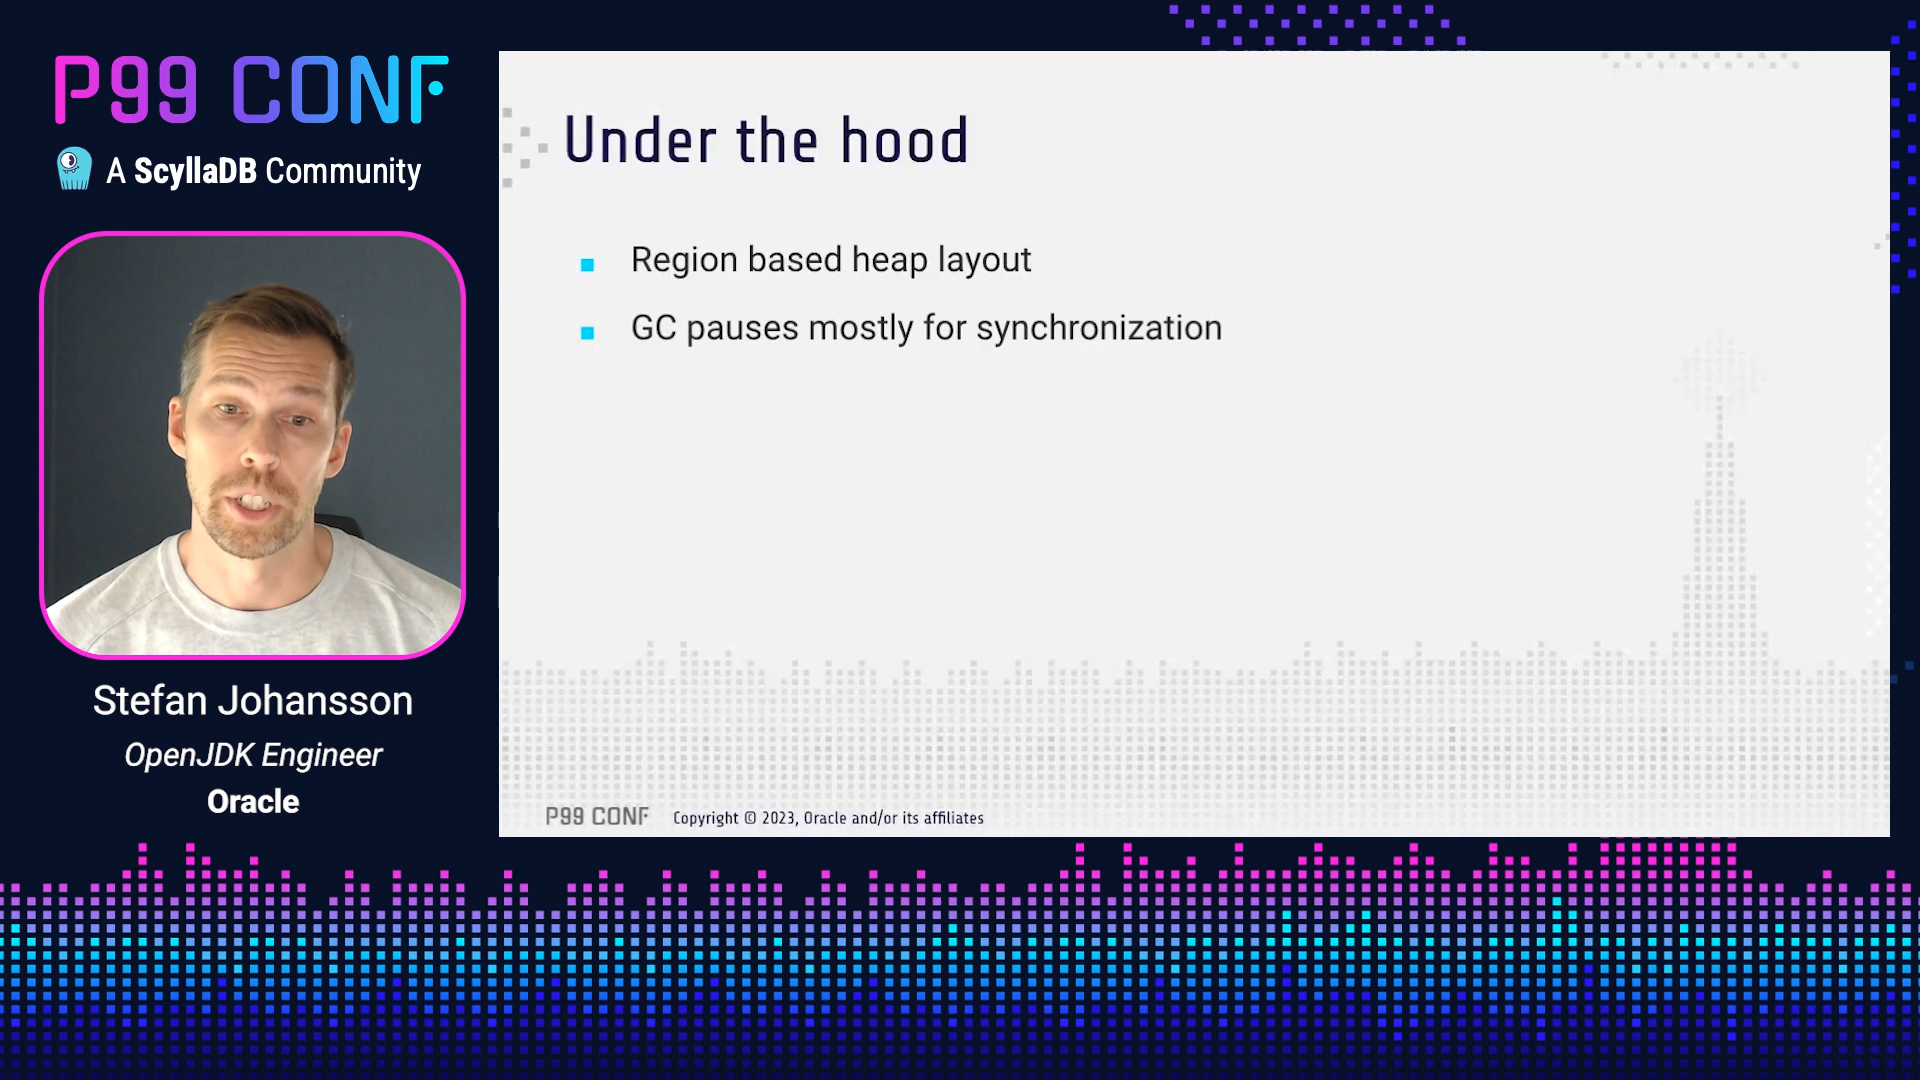 P99 CONF
A ScyllaDB Community
Stefan Johansson
OpenJDK Engineer
Oracle
Under the hood
Region based heap layout
GC pauses mostly for synchronization
P99 CONF Copyright © 2023, Oracle and/or its affiliates